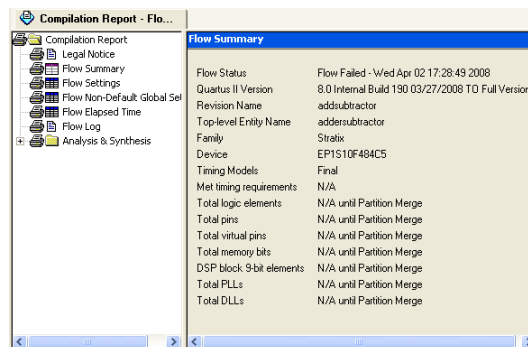 Compilation Report - Flo...
Compilation Report
Legal Notice
Flow Summary
Flow Settings
Flow Non-Default Global Set
Flow Elapsed Time
Flow Log
Analysis & Synthesis
Flow Summary
Flow Status Flow Failed - Wed Apr 02 17:28:49 2008
Quartus II Version 8.0 Internal Build 190 03/27/2008 TO Full Version
Revision Name addsubtractor
Top-level Entity Name addersubtractor
Family Stratix
Device EP1S10F484C5
Timing Models Final
Met timing requirements N/A
Total logic elements N/A until Partition Merge
Total pins N/A until Partition Merge
Total virtual pins N/A until Partition Merge
Total memory bits N/A until Partition Merge
DSP block 9-bit elements N/A until Partition Merge
Total PLLs N/A until Partition Merge
Total DLLs N/A until Partition Merge